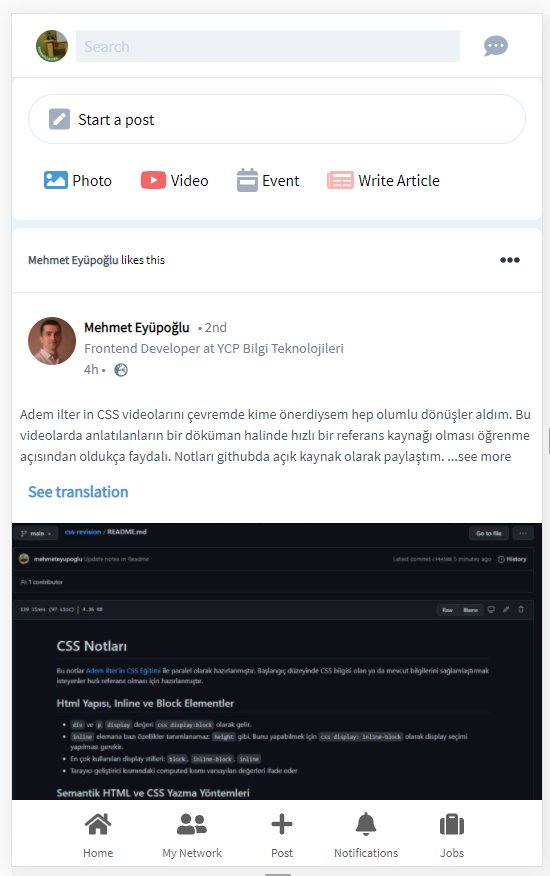 Search
Start a post
Photo Video Event Write Article
Mehmet Eyüpoğlu likes this
Mehmet Eyüpoğlu • 2nd
Frontend Developer at YCP Bilgi Teknolojileri
4h •
Adem ilter in CSS videolarını çevremde kime önerdiysem hep olumlu dönüşler aldım. Bu
videolarda anlatılanların bir döküman halinde hızlı bir referans kaynağı olması öğrenme
açısından oldukça faydalı. Notları githubda açık kaynak olarak paylaştım. ...see more
See translation
main css-revision / README.md Go to file ...
mehmeteyupoglu Update notes in Readme Latest commit 5 minutes ago History
1 contributor
139 lines (97 sloc) | 4.36 KB Raw Blame
CSS Notları
Bu notlar Adem İlter'in CSS Eğitimi ile paralel olarak hazırlanmıştır. Başlangıç düzeyinde CSS bilgisi olan ya da mevcut bilgilerini sağlamlaştırmak
isteyenler hızlı referans olması için hazırlanmıştır.
Html Yapısı, Inline ve Block Elementler
div ve p display değeri css display:block olarak gelir.
inline elemana bazı özellikler tanımlanamaz: height gibi. Bunu yapabilmek için css display: inline-block olarak display seçimi
yapılması gerekir.
En çok kullanılan display stilleri: block, inline-block, inline
Tarayıcı geliştirici kısmındaki computed kısmı varsayılan değerleri ifade eder
Semantik HTML ve CSS Yazma Yöntemleri
Home My Network Post Notifications Jobs